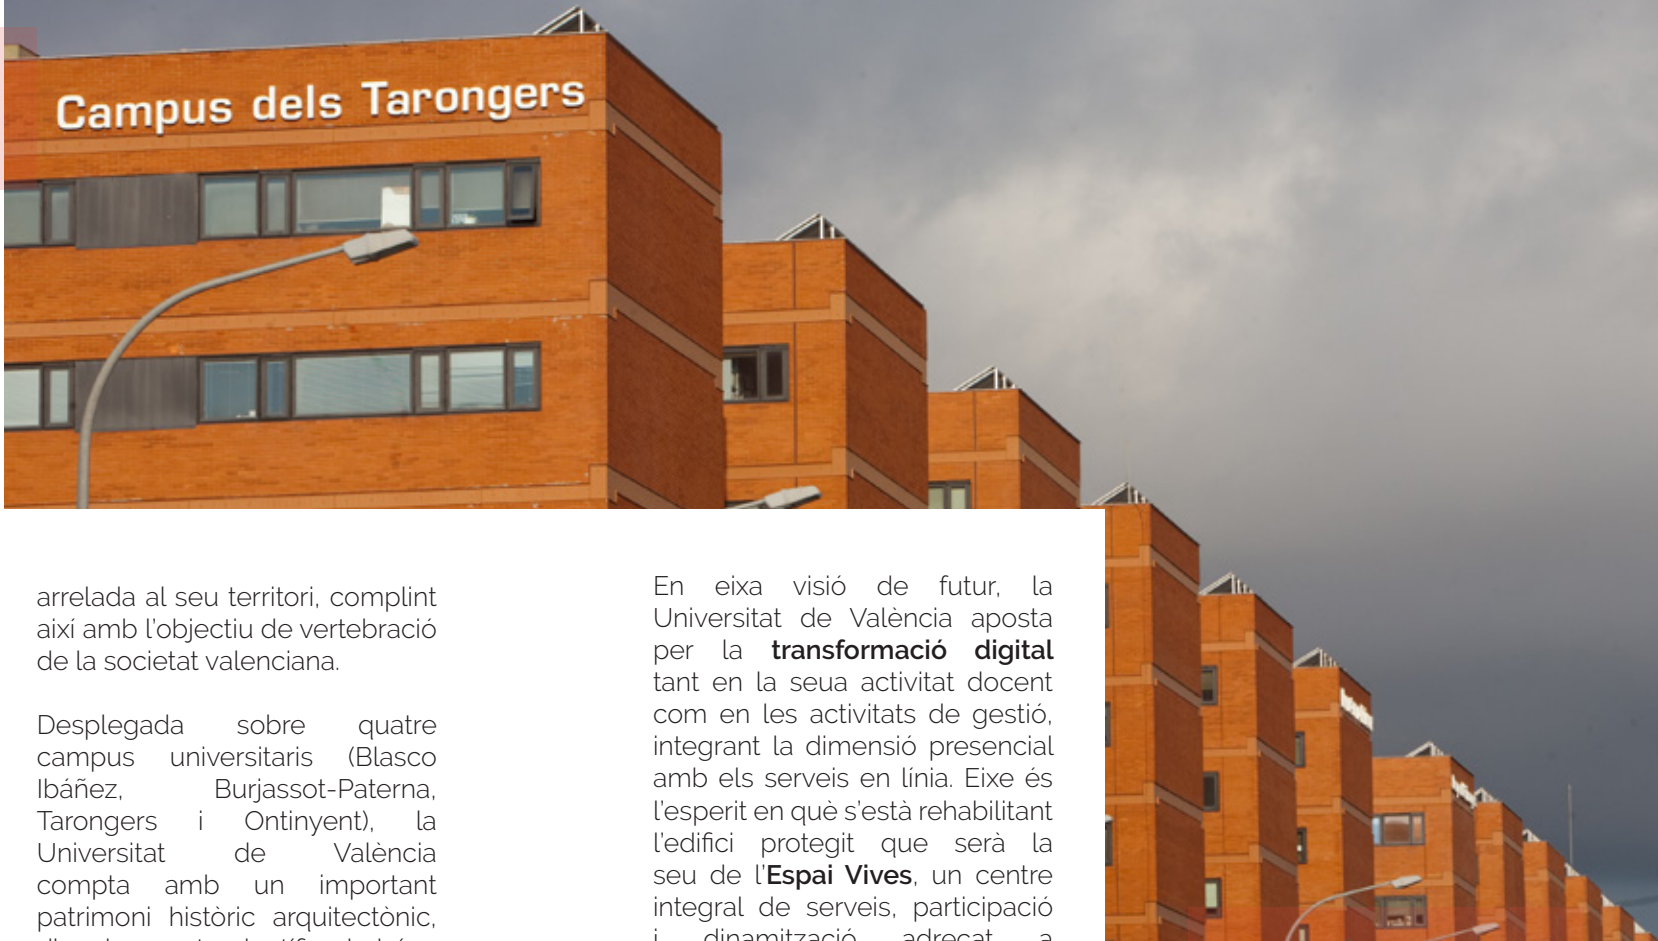 Campus dels Tarongers
arrelada al seu territori, complint
així amb l'objectiu de vertebració
de la societat valenciana.
Desplegada sobre quatre
campus universitaris (Blasco
Ibáñez, Burjassot-Paterna,
Tarongers i Ontinyent), la
Universitat de València
compta amb un important
patrimoni històric arquitectònic,
En eixa visió de futur, la
Universitat de València aposta
per la transformació digital
tant en la seua activitat docent
com en les activitats de gestió,
integrant la dimensió presencial
amb els serveis en línia. Eixe és
l'esperit en què s'està rehabilitant
l'edifici protegit que serà la
seu de l'Espai Vives, un centre
integral de serveis, participació
i dinamització adreçat a